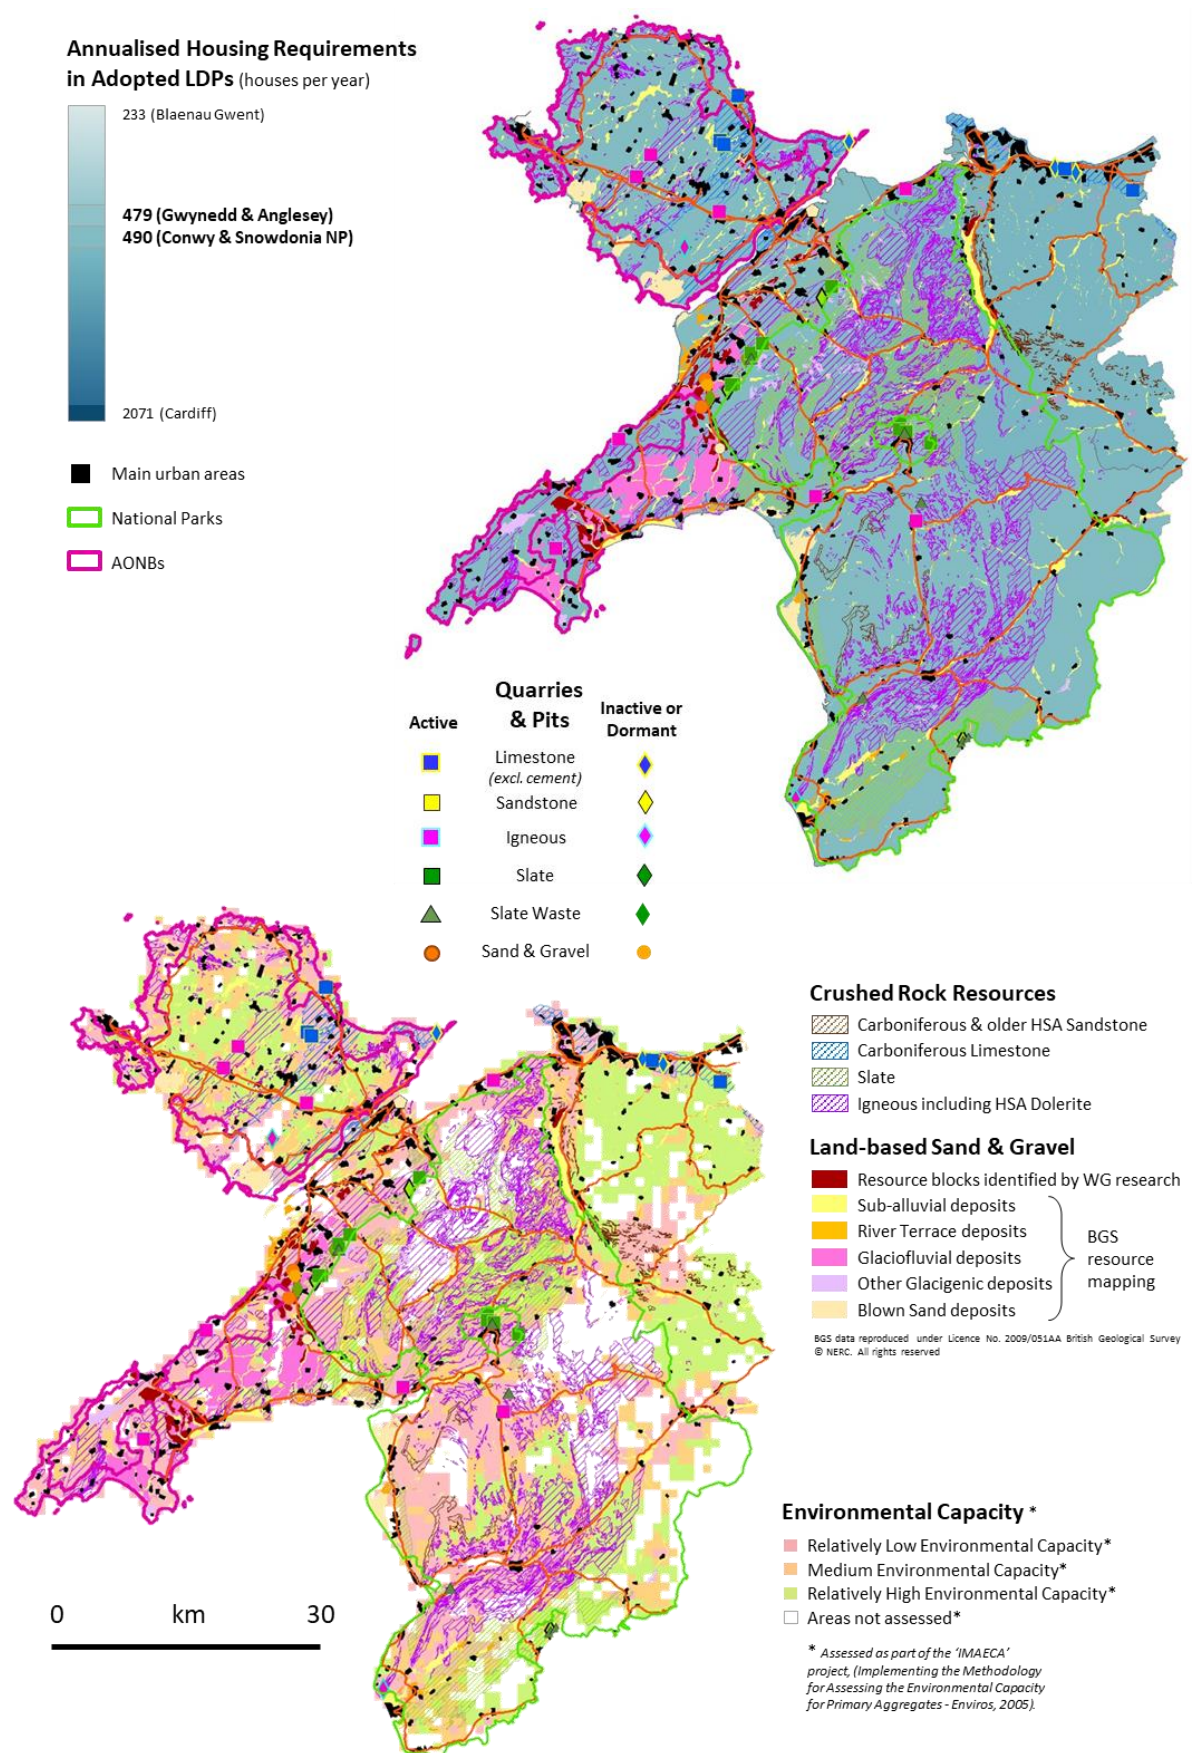 Annualised Housing Requirements
in Adopted LDPs (houses per year)
233 (Blaenau Gwent)
479 (Gwynedd & Anglesey)
490 (Conwy & Snowdonia NP)
2071 (Cardiff)
Main urban areas
National Parks
AONBs
Quarries
& Pits
Active
Inactive or
Dormant
Limestone
(excl. cement)
Sandstone
Igneous
Slate
Slate Waste
Sand & Gravel
Crushed Rock Resources
Carboniferous & older HSA Sandstone
Carboniferous Limestone
Slate
Igneous including HSA Dolerite
Land-based Sand & Gravel
Resource blocks identified by WG research
Sub-alluvial deposits
River Terrace deposits
Glaciofluvial deposits
Other Glacigenic deposits
Blown Sand deposits
BGS
resource
mapping
BGS data reproduced under Licence No. 2009/051AA British Geological Survey
© NERC. All rights reserved
Environmental Capacity *
Relatively Low Environmental Capacity*
Medium Environmental Capacity*
Relatively High Environmental Capacity*
Areas not assessed*
* Assessed as part of the ‘IMAECA’
project, (Implementing the Methodology
for Assessing the Environmental Capacity
for Primary Aggregates - Enviros, 2005).
0 km 30